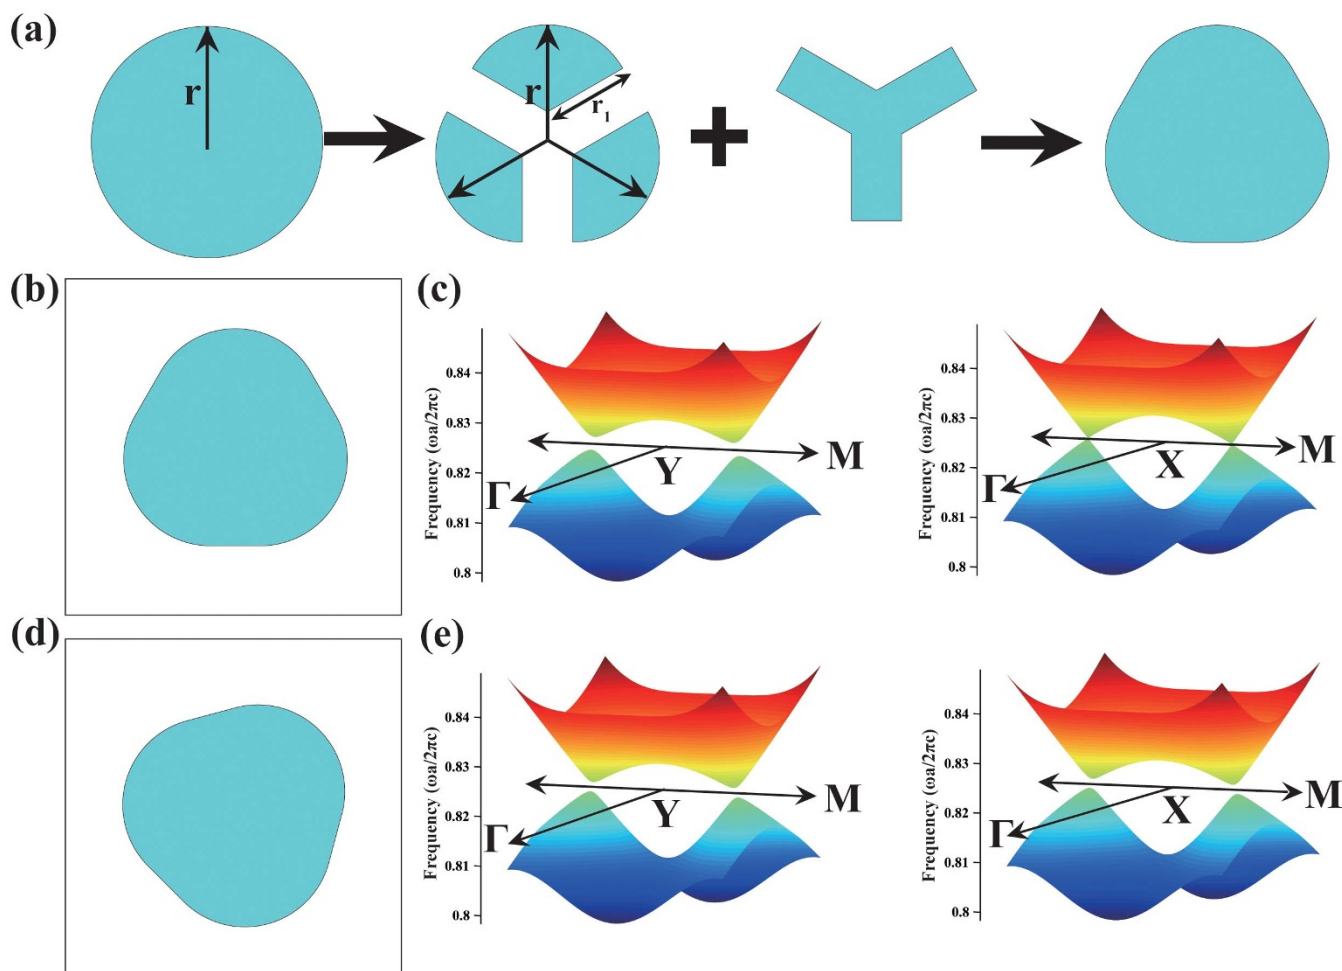 (a)
r
r
r1
(b)
(c)
Frequency (ωa/2πc)
0.84
0.83
0.82
0.81
0.8
Γ
Y
M
Frequency (ωa/2πc)
0.84
0.83
0.82
0.81
0.8
Γ
X
M
(d)
(e)
Frequency (ωa/2πc)
0.84
0.83
0.82
0.81
0.8
Γ
Y
M
Frequency (ωa/2πc)
0.84
0.83
0.82
0.81
0.8
Γ
X
M